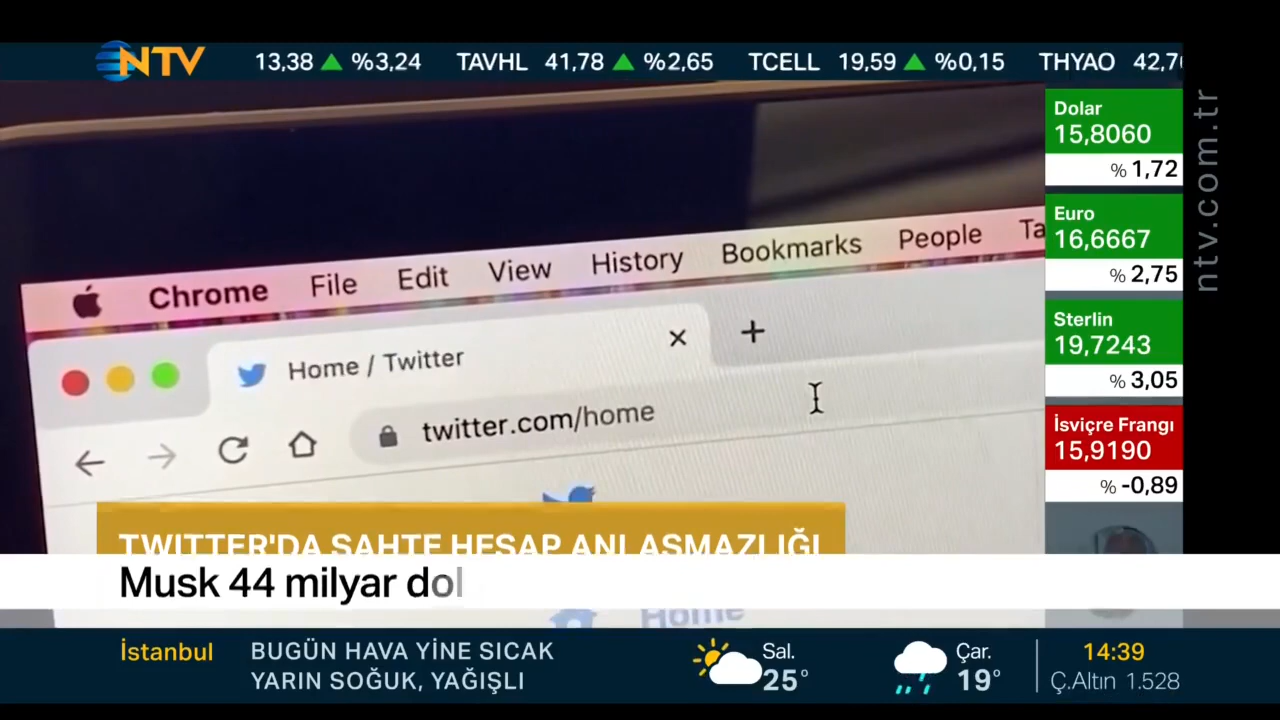 NTV 13,38 %3,24 TAVHL 41,78 %2,65 TCELL 19,59 %0,15 THYAO
Dolar
15,8060
% 1,72
Euro
16,6667
% 2,75
Sterlin
19,7243
% 3,05
İsviçre Frangı
15,9190
% -0,89
ntv.com.tr
Chrome File Edit View History Bookmarks People
Home / Twitter
twitter.com/home
Home
TWITTER'DA SAHTE HESAP ANLAŞMAZLIĞI
Musk 44 milyar dol
İstanbul
BUGÜN HAVA YİNE SICAK
YARIN SOĞUK, YAĞIŞLI
Sal.
25°
Çar.
19°
14:39
Ç.Altın 1.528